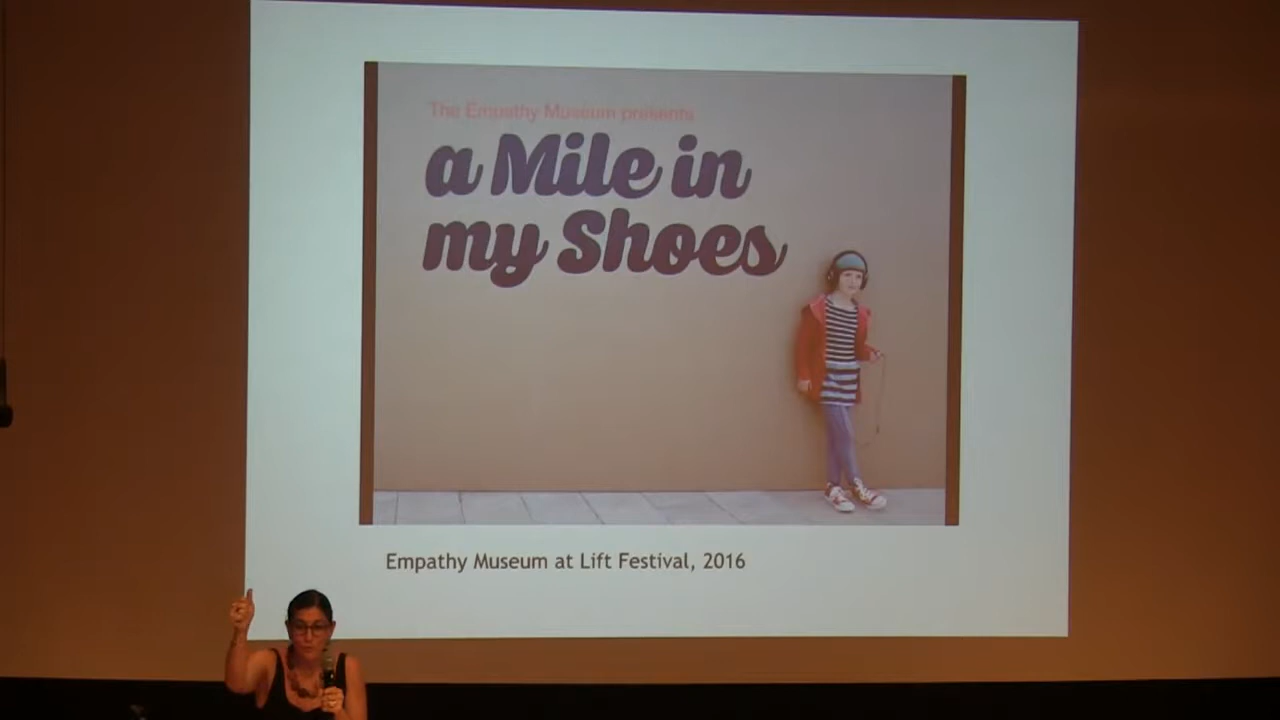 The Empathy Museum presents
a Mile in
my Shoes
Empathy Museum at Lift Festival, 2016